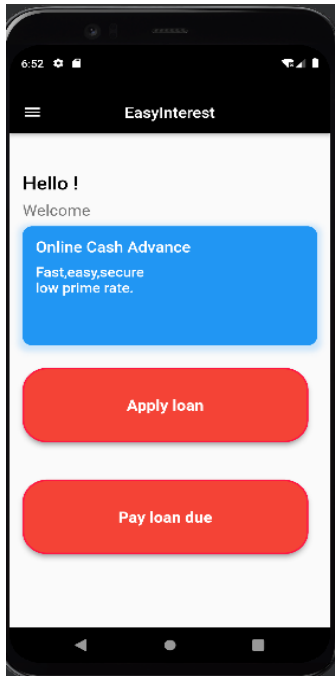 6:52
EasyInterest
Hello !
Welcome
Online Cash Advance
Fast,easy,secure
low prime rate.
Apply loan
Pay loan due